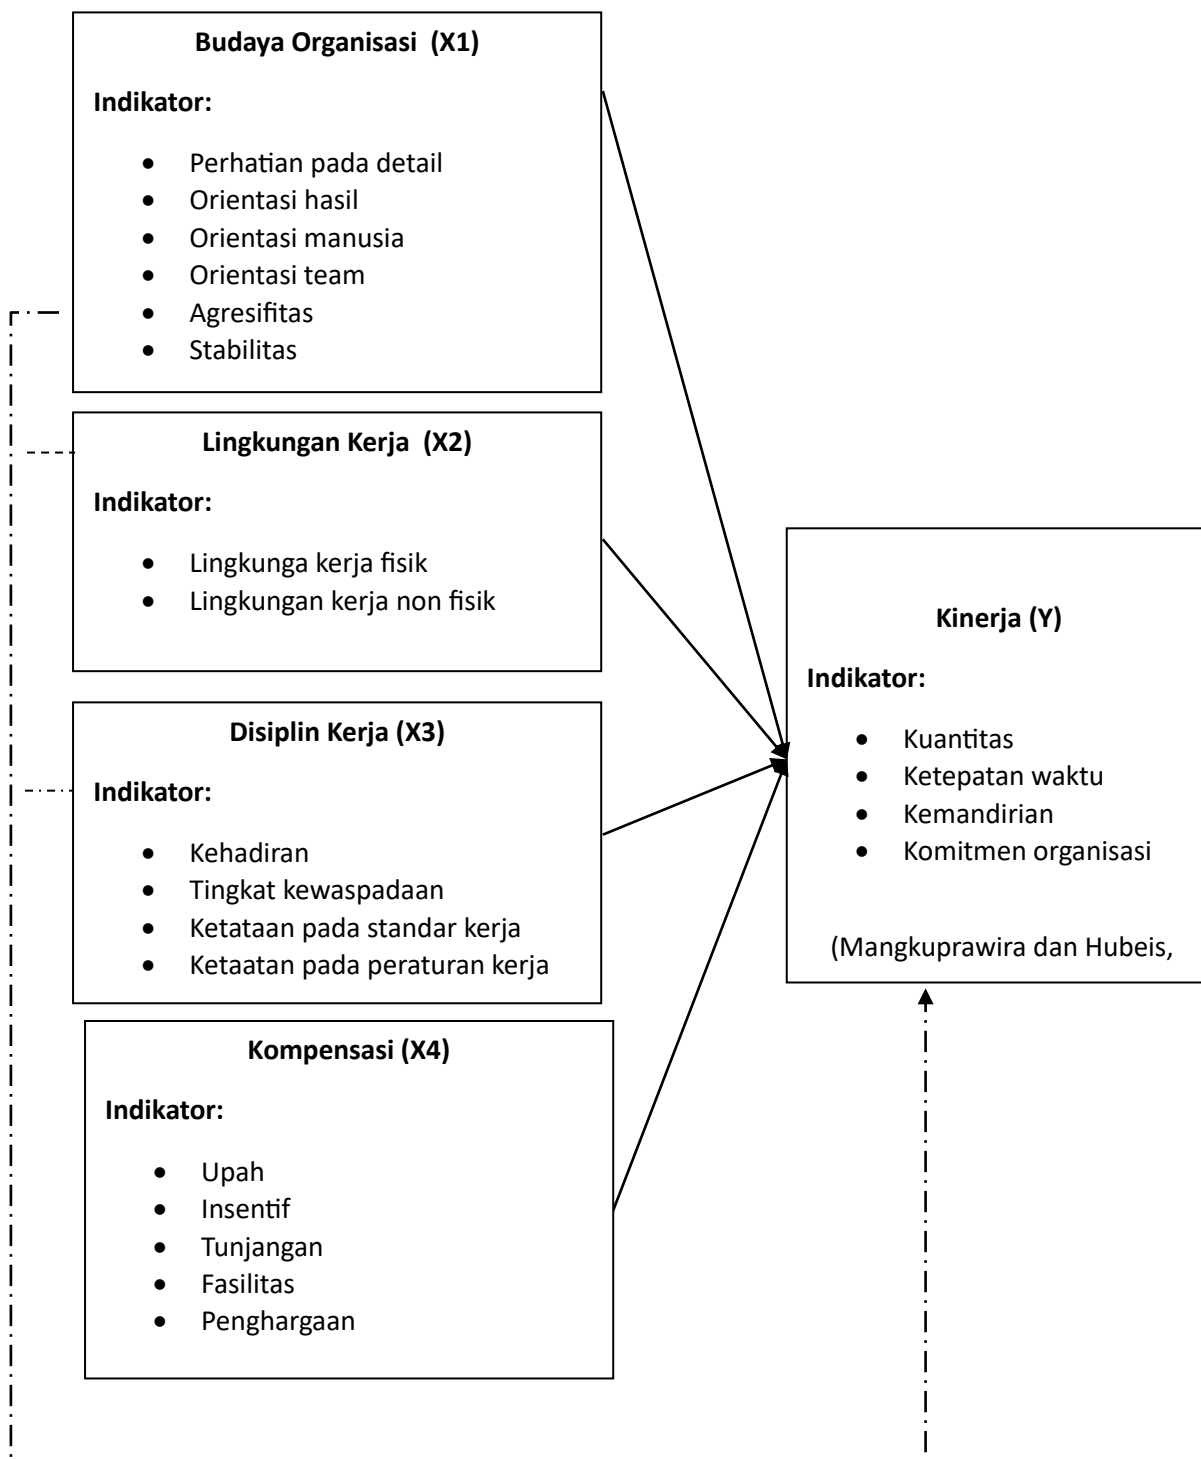 Budaya Organisasi (X1)
Indikator:
• Perhatian pada detail
• Orientasi hasil
• Orientasi manusia
• Orientasi team
• Agresifitas
• Stabilitas
Lingkungan Kerja (X2)
Indikator:
• Lingkunga kerja fisik
• Lingkungan kerja non fisik
Disiplin Kerja (X3)
Indikator:
• Kehadiran
• Tingkat kewaspadaan
• Ketataan pada standar kerja
• Ketaatan pada peraturan kerja
Kompensasi (X4)
Indikator:
• Upah
• Insentif
• Tunjangan
• Fasilitas
• Penghargaan
Kinerja (Y)
Indikator:
• Kuantitas
• Ketepatan waktu
• Kemandirian
• Komitmen organisasi
(Mangkuprawira dan Hubeis,